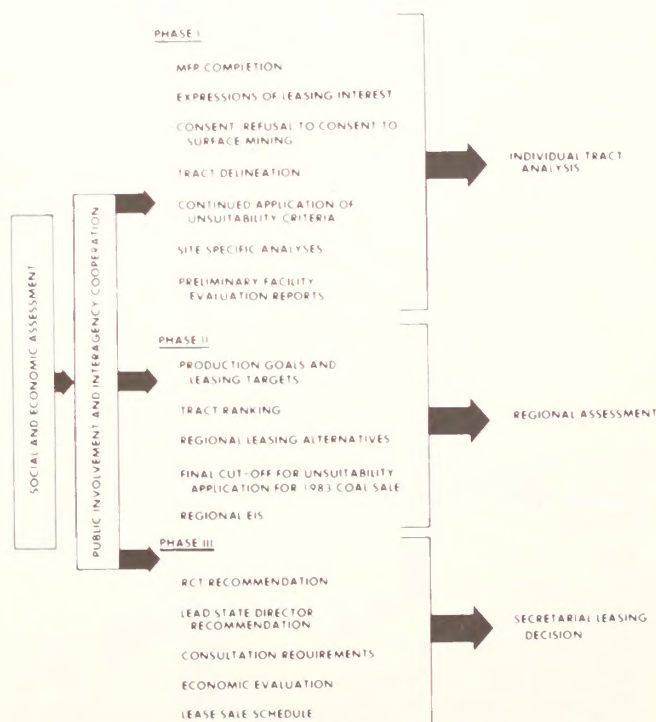 SOCIAL AND ECONOMIC ASSESSMENT
PUBLIC INVOLVEMENT AND INTERAGENCY COOPERATION
PHASE I
MFP COMPLETION
EXPRESSIONS OF LEASING INTEREST
CONSENT REFUSAL TO CONSENT TO
SURFACE MINING
TRACT DELINEATION
CONTINUED APPLICATION OF
UNSUITABILITY CRITERIA
SITE SPECIFIC ANALYSES
PRELIMINARY FACILITY
EVALUATION REPORTS
INDIVIDUAL TRACT
ANALYSIS
PHASE II
PRODUCTION GOALS AND
LEASING TARGETS
TRACT RANKING
REGIONAL LEASING ALTERNATIVES
FINAL CUT-OFF FOR UNSUITABILITY
APPLICATION FOR 1983 COAL SALE
REGIONAL EIS
REGIONAL ASSESSMENT
PHASE III
RCT RECOMMENDATION
LEAD STATE DIRECTOR
RECOMMENDATION
CONSULTATION REQUIREMENTS
ECONOMIC EVALUATION
LEASE SALE SCHEDULE
SECRETARIAL LEASING
DECISION